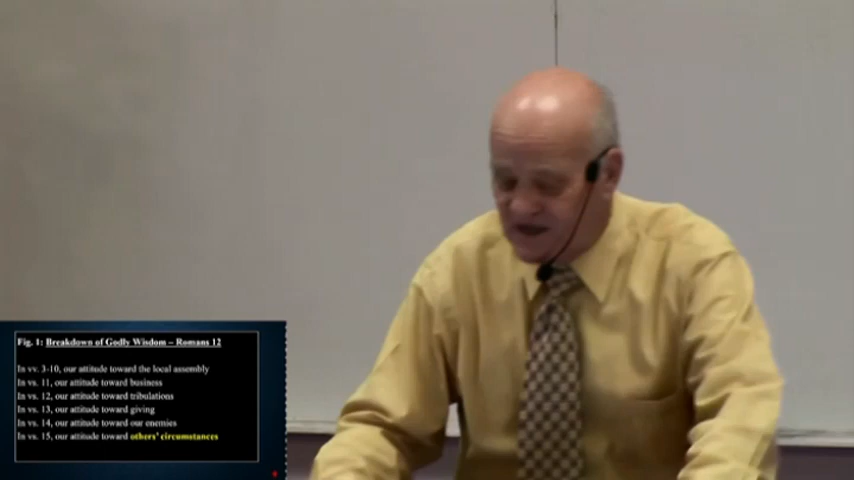 Fig. 1: Breakdown of Godly Wisdom – Romans 12
In vv. 3-10, our attitude toward the local assembly
In vs. 11, our attitude toward business
In vs. 12, our attitude toward tribulations
In vs. 13, our attitude toward giving
In vs. 14, our attitude toward our enemies
In vs. 15, our attitude toward others' circumstances